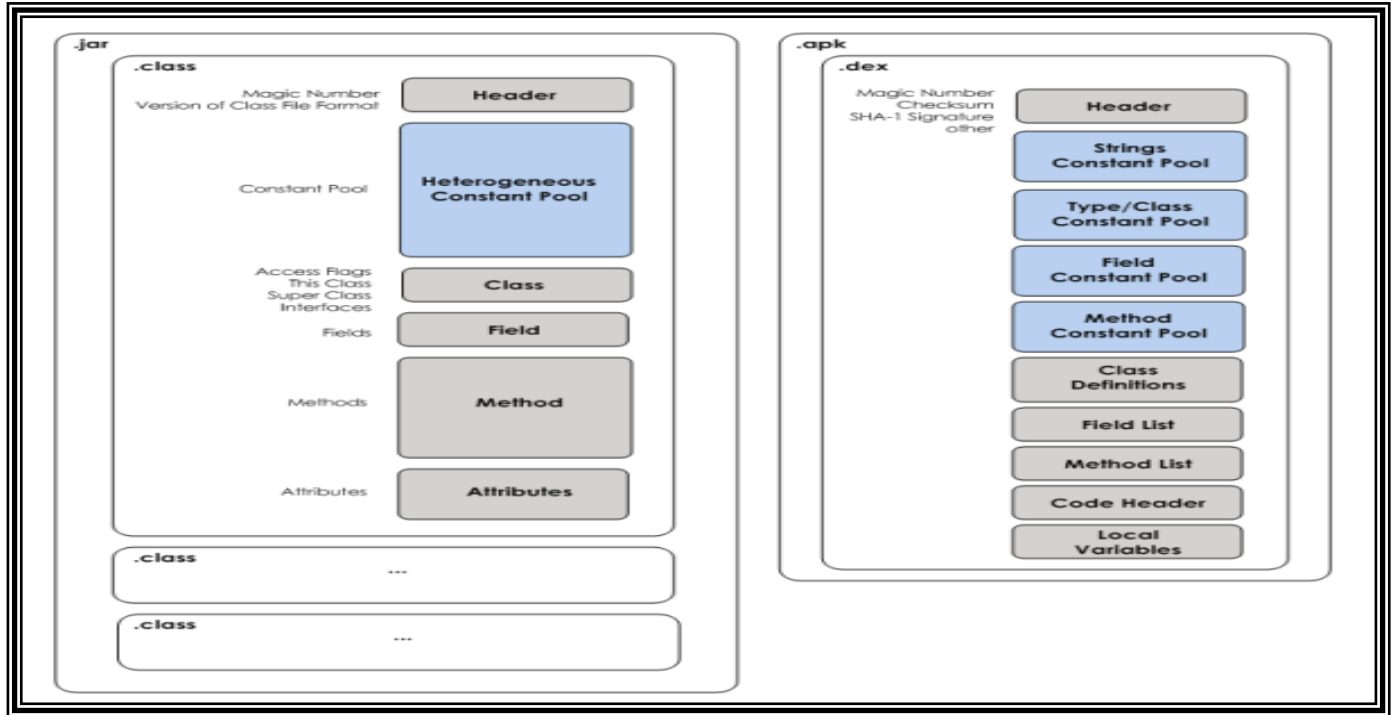 .jar
.class
Magic Number
Version of Class File Format
Header
Constant Pool
Heterogeneous
Constant Pool
Access Flags
This Class
Super Class
Interfaces
Class
Fields
Field
Methods
Method
Attributes
Attributes
.class
...
.class
...
.apk
.dex
Magic Number
Checksum
SHA-1 Signature
other
Header
Strings
Constant Pool
Type/Class
Constant Pool
Field
Constant Pool
Method
Constant Pool
Class
Definitions
Field List
Method List
Code Header
Local
Variables